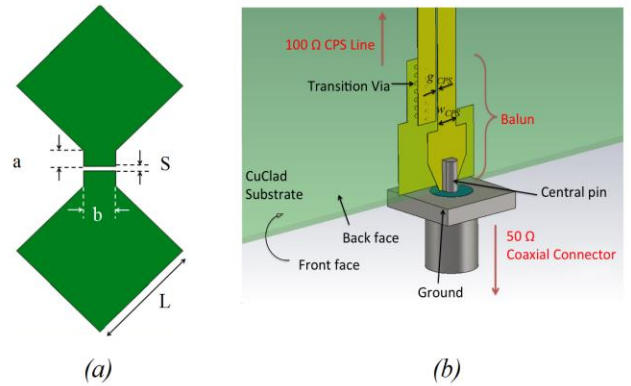 a
S
b
L
(a)
100 Ω CPS Line
Transition Via
g CPS
W CPS
Balun
CuClad
Substrate
Central pin
Back face
Front face
50 Ω
Coaxial Connector
Ground
(b)